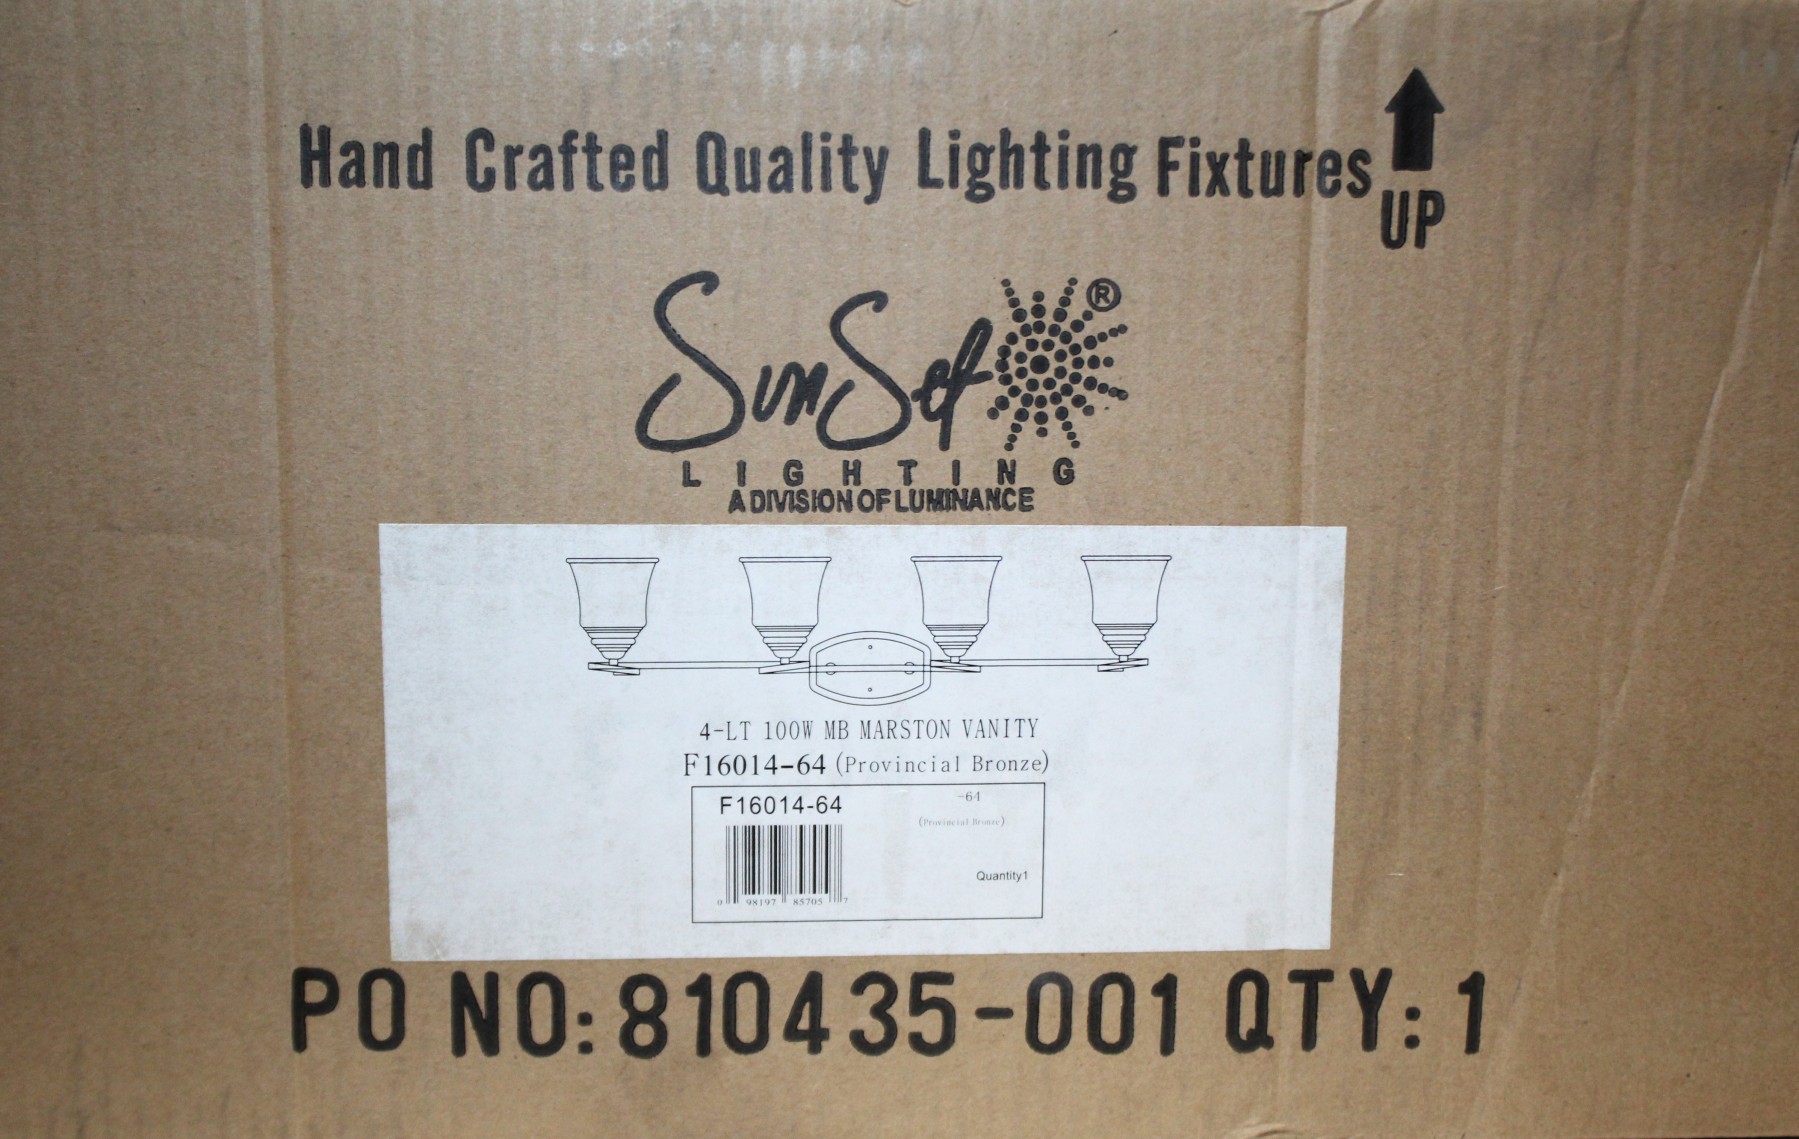 Hand Crafted Quality Lighting Fixtures
UP
SunSet ®
LIGHTING
A DIVISION OF LUMINANCE
4-LT 100W MB MARSTON VANITY
F16014-64 (Provincial Bronze)
F16014-64
-64
(Provincial Bronze)
Quantity1
0 98197 85705 7
PO NO:810435-001 QTY: 1